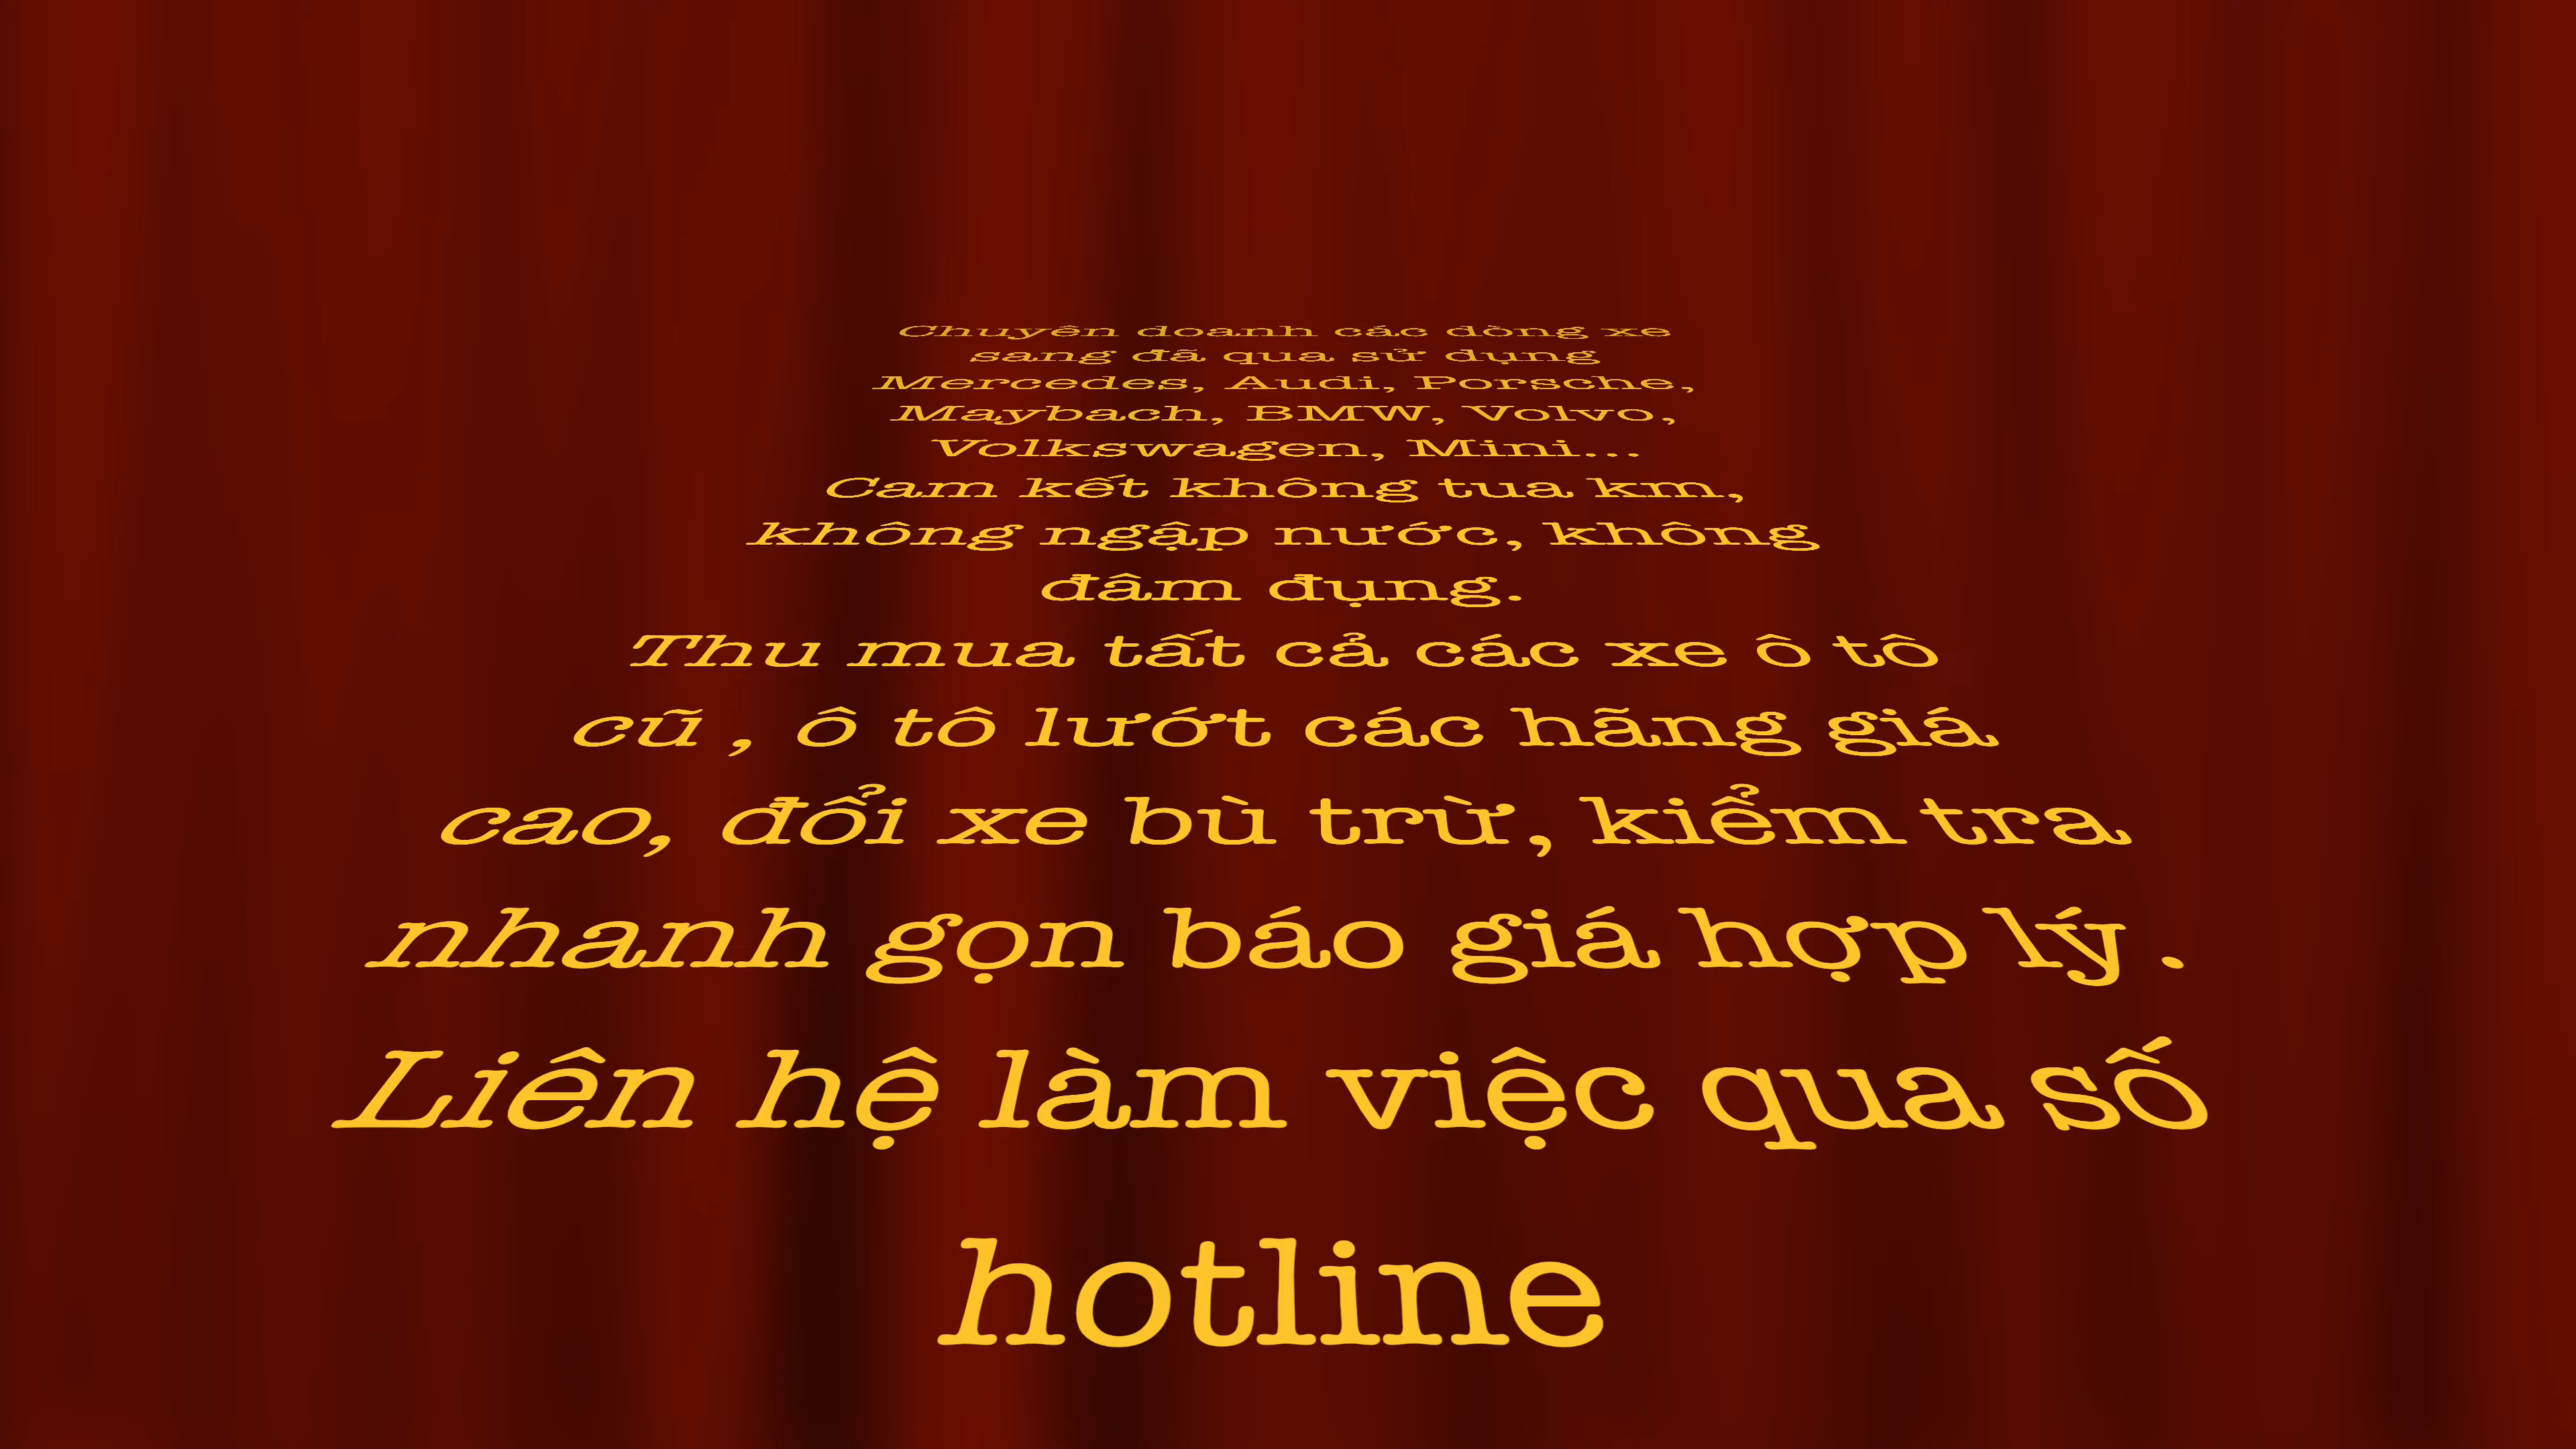 Chuyên doanh các dòng xe
sang đã qua sử dụng
Mercedes, Audi, Porsche,
Maybach, BMW, Volvo,
Volkswagen, Mini...
Cam kết không tua km,
không ngập nước, không
đâm đụng.
Thu mua tất cả các xe ô tô
cũ , ô tô lướt các hãng giá
cao, đổi xe bù trừ, kiểm tra
nhanh gọn báo giá hợp lý .
Liên hệ làm việc qua số
hotline